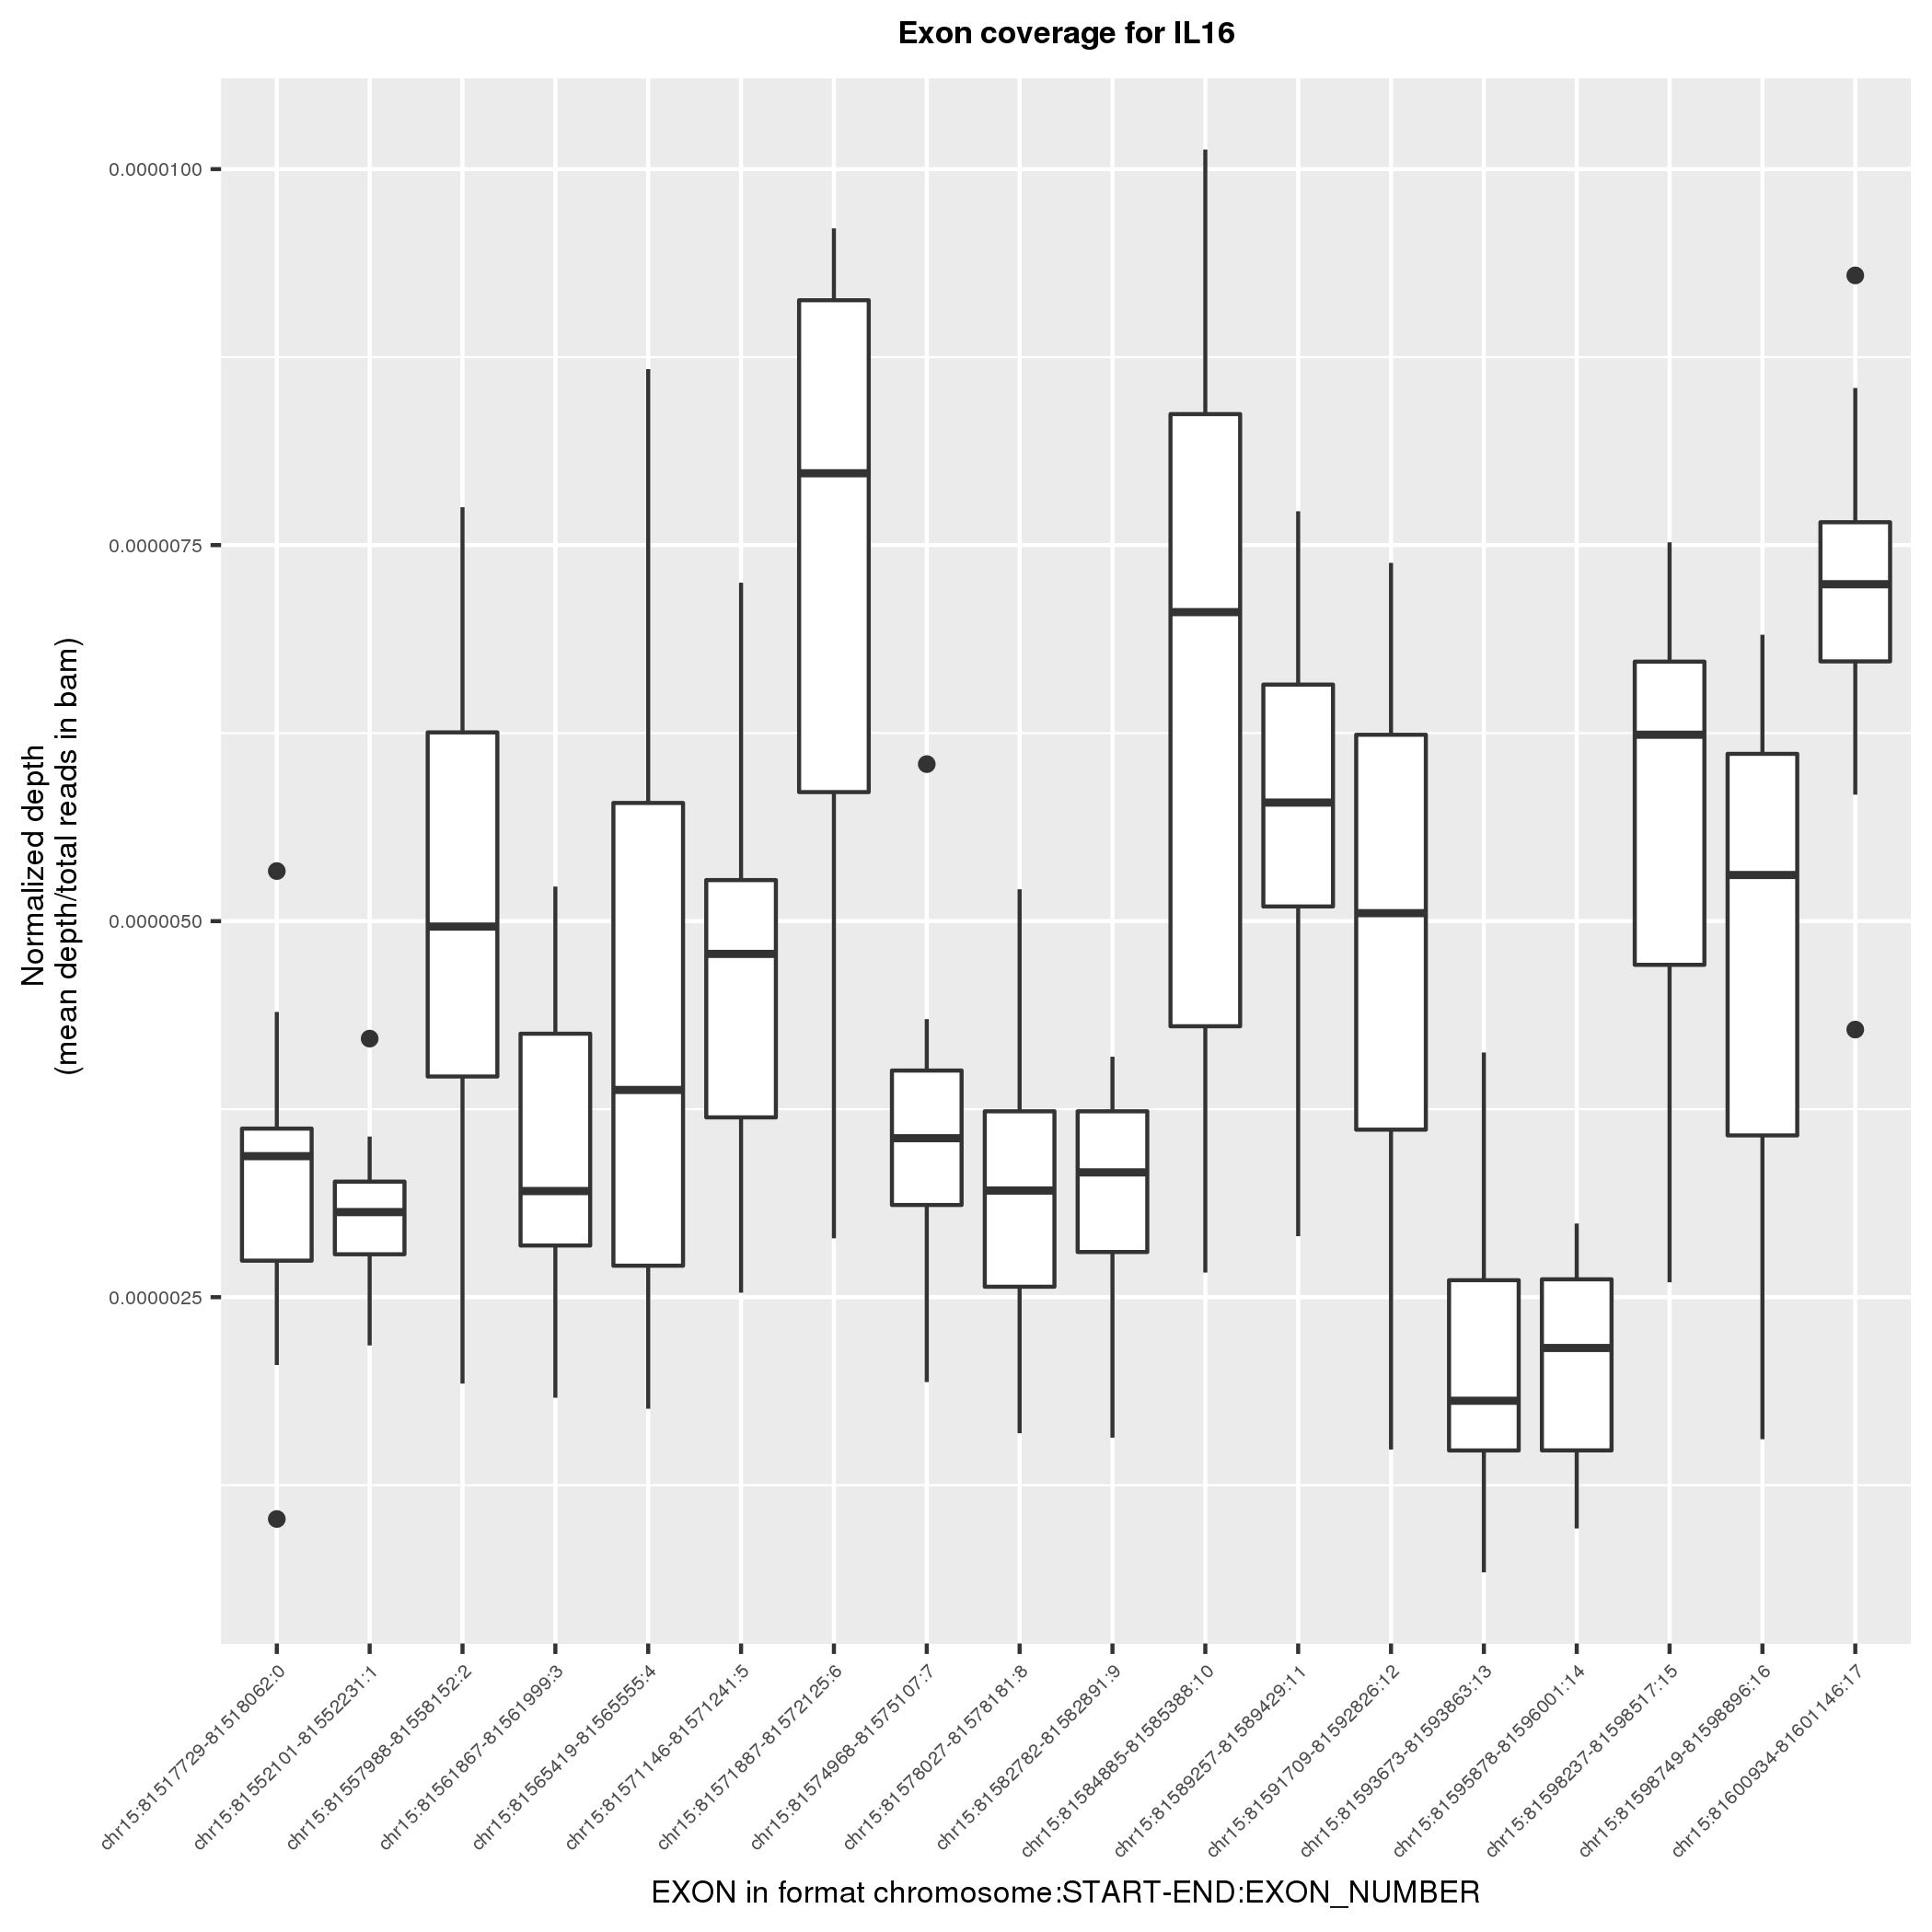 Exon coverage for IL16
0.0000100
0.0000075
0.0000050
0.0000025
Normalized depth
(mean depth/total reads in bam)
chr15:81517729-81518062:0
chr15:81552101-81552231:1
chr15:81557988-81558152:2
chr15:81561867-81561999:3
chr15:81565419-81565555:4
chr15:81571146-81571241:5
chr15:81571887-81572125:6
chr15:81574968-81575107:7
chr15:81578027-81578181:8
chr15:81582782-81582891:9
chr15:81584885-81585388:10
chr15:81589257-81589429:11
chr15:81591709-81592826:12
chr15:81593673-81593863:13
chr15:81595878-81596001:14
chr15:81598237-81598517:15
chr15:81598749-81598896:16
chr15:81600934-81601146:17
EXON in format chromosome:START-END:EXON_NUMBER